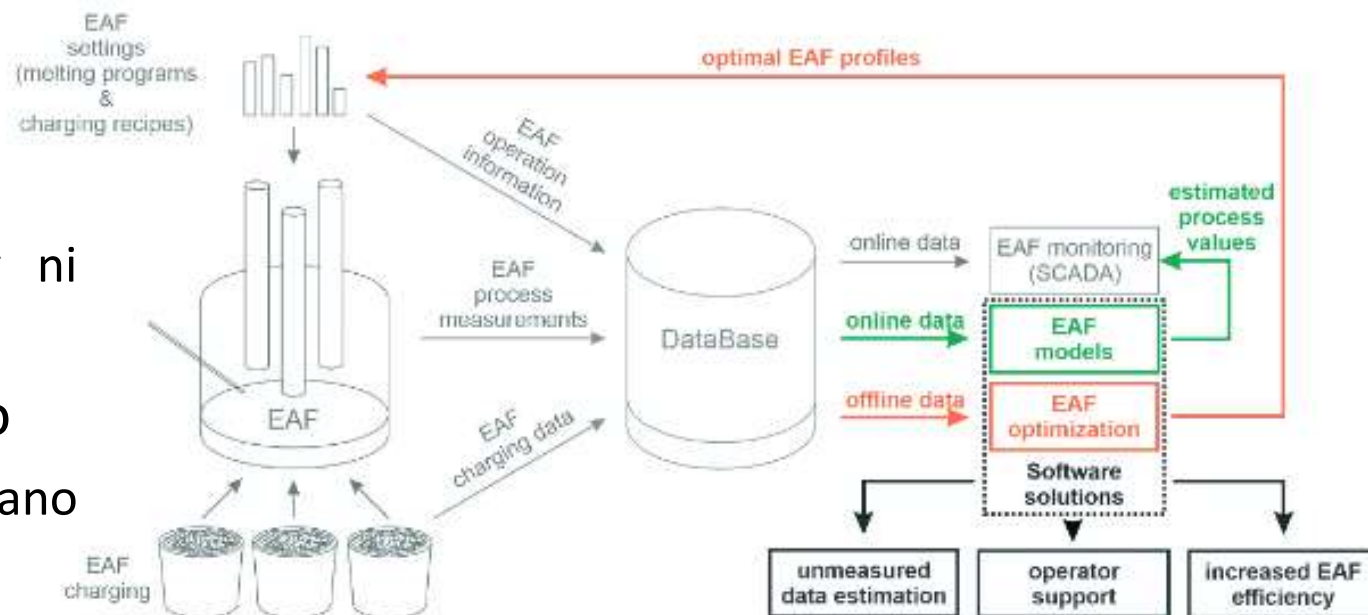 EAF
settings
(melting programs
&
charging recipes)
optimal EAF profiles
EAF
operation
information
ni
EAF
process
measurements
DataBase
online data
EAF monitoring
(SCADA)
estimated
process
values
online data
EAF
models
offline data
EAF
optimization
EAF
ano
EAF
charging data
Software
solutions
EAF
charging
unmeasured
data estimation
operator
support
increased EAF
efficiency